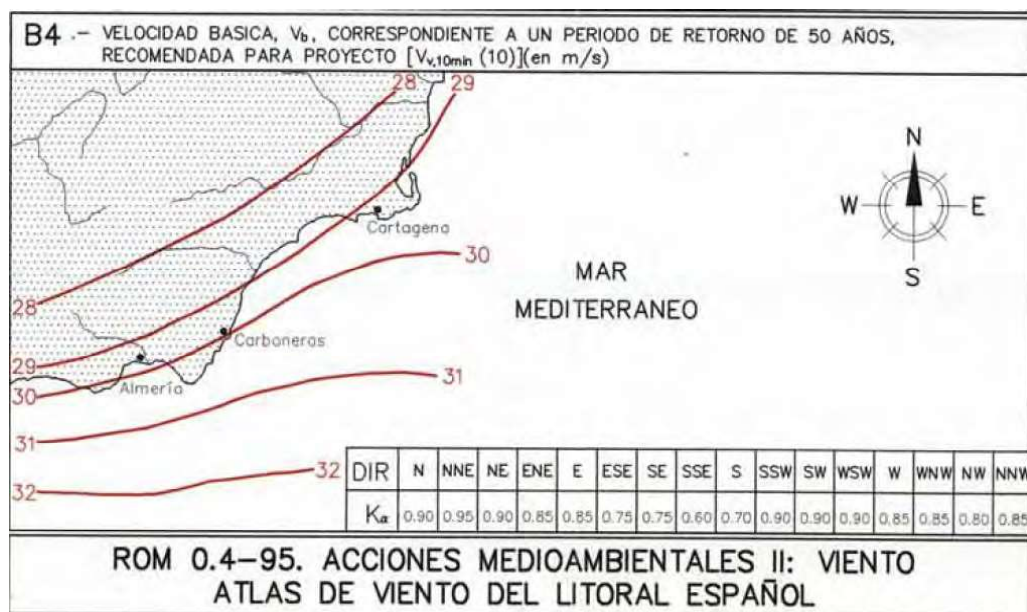 B4.- VELOCIDAD BASICA, Vb, CORRESPONDIENTE A UN PERIODO DE RETORNO DE 50 AÑOS,
RECOMENDADA PARA PROYECTO [Vv,10min (10)](en m/s)
28
29
N
W
E
S
Cartagena
30
MAR
MEDITERRANEO
28
Carboneras
29
Almería
30
31
31
32
32
DIR N NNE NE ENE E ESE SE SSE S SSW SW WSW W WNW NW NNW
Kα 0.90 0.95 0.90 0.85 0.85 0.75 0.75 0.60 0.70 0.90 0.90 0.90 0.85 0.85 0.80 0.85
ROM 0.4-95. ACCIONES MEDIOAMBIENTALES II: VIENTO
ATLAS DE VIENTO DEL LITORAL ESPAÑOL